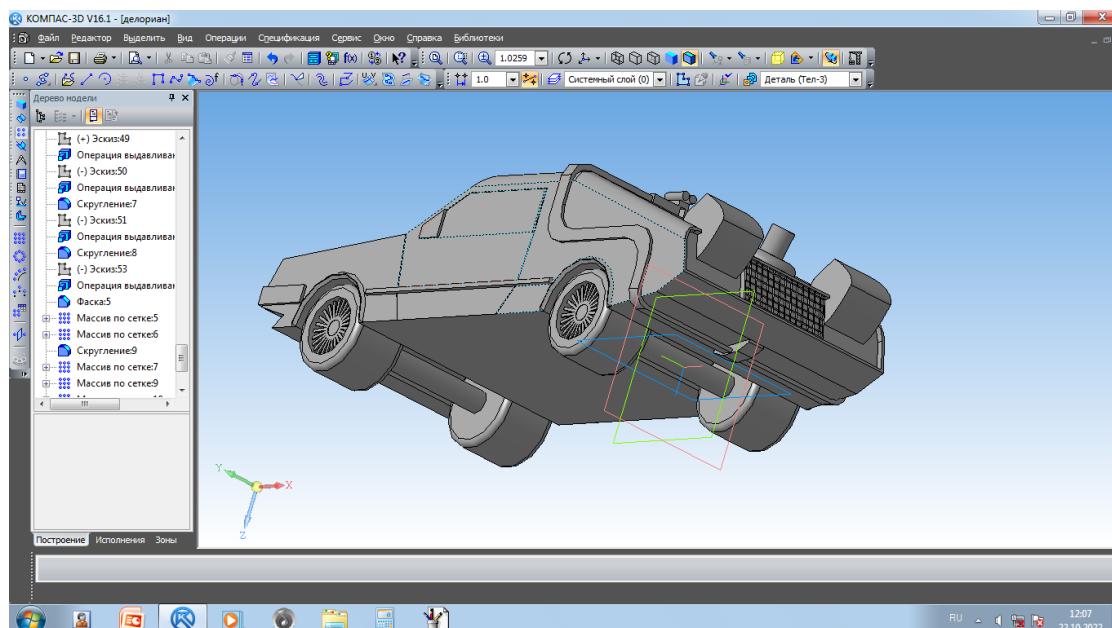 КОМПАС-3D V16.1 - [делориан]
Файл Редактор Выделить Вид Операции Спецификация Сервис Окно Справка Библиотеки
1.0259
1.0 Системный слой (0) Деталь (Тел-3)
Дерево модели
(+) Эскиз:49
Операция выдавливан
(-) Эскиз:50
Операция выдавливан
Скругление:7
(-) Эскиз:51
Операция выдавливан
Скругление:8
(-) Эскиз:53
Операция выдавливан
Фаска:5
Массив по сетке:5
Массив по сетке:6
Скругление:9
Массив по сетке:7
Массив по сетке:9
Y
X
Z
Построение Исполнения Зоны
RU
12:07
22.10.2022